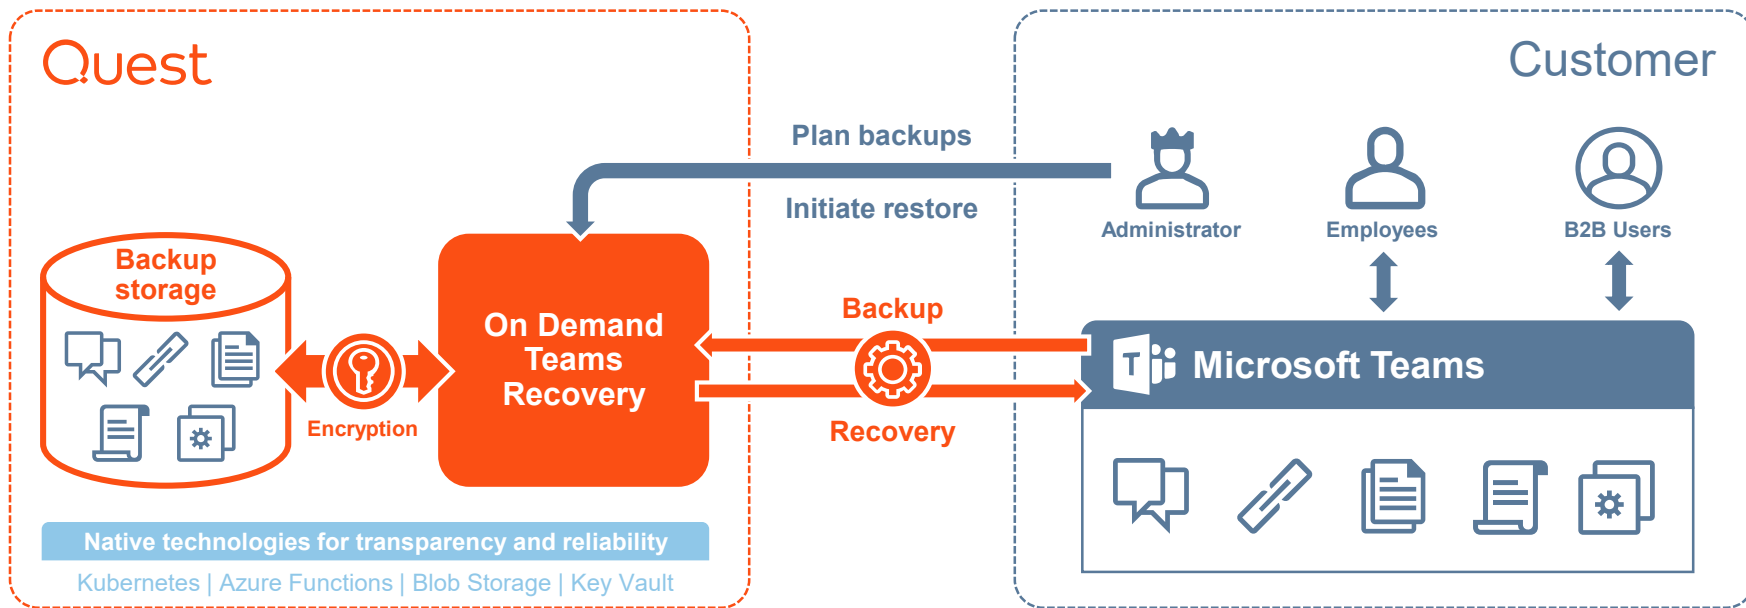 Quest
Customer
Plan backups
Initiate restore
Administrator
Employees
B2B Users
Backup
storage
Encryption
On Demand
Teams
Recovery
Backup
Recovery
T
Microsoft Teams
Native technologies for transparency and reliability
Kubernetes | Azure Functions | Blob Storage | Key Vault